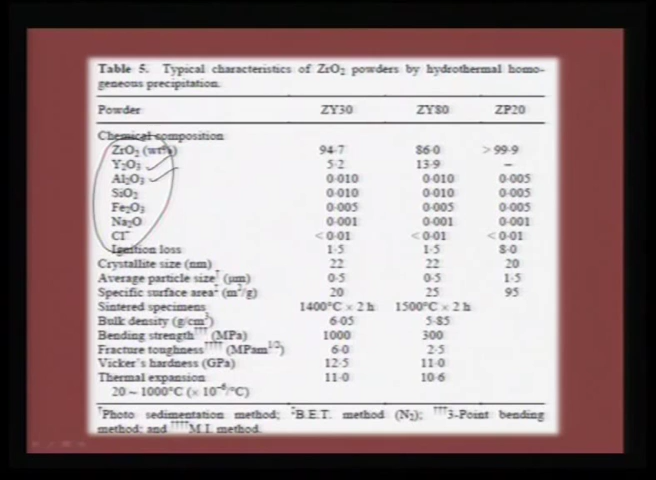 Table 5. Typical characteristics of ZrO₂ powders by hydrothermal homo-
geneous precipitation.
Powder ZY30 ZY80 ZP20
Chemical composition
ZrO₂ (wt%) 94·7 86·0 >99·9
Y₂O₃ 5·2 13·9 –
Al₂O₃ 0·010 0·010 0·005
SiO₂ 0·010 0·010 0·005
Fe₂O₃ 0·005 0·005 0·005
Na₂O 0·001 0·001 0·001
Cl⁻ <0·01 <0·01 <0·01
Ignition loss 1·5 1·5 8·0
Crystallite size (nm) 22 22 20
Average particle size† (μm) 0·5 0·5 1·5
Specific surface area‡ (m²/g) 20 25 95
Sintered specimens 1400°C × 2 h 1500°C × 2 h
Bulk density (g/cm³) 6·05 5·85
Bending strength††† (MPa) 1000 300
Fracture toughness†††† (MPam¹/²) 6·0 2·5
Vicker's hardness (GPa) 12·5 11·0
Thermal expansion 11·0 10·6
20 ~ 1000°C (× 10⁻⁶/°C)
†Photo sedimentation method; ‡B.E.T. method (N₂); †††3-Point bending
method; and ††††M.I. method.